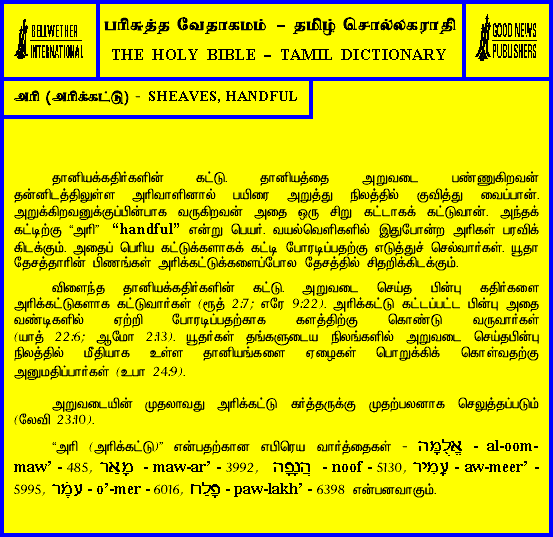 BELLWETHER
INTERNATIONAL
பரிசுத்த வேதாகமம் – தமிழ் சொல்லகராதி
THE HOLY BIBLE – TAMIL DICTIONARY
GOOD NEWS
PUBLISHERS
அரி (அரிக்கட்டு) - SHEAVES, HANDFUL
தானியக்கதிர்களின் கட்டு. தானியத்தை அறுவடை பண்ணுகிறவன்
தன்னிடத்திலுள்ள அரிவாளினால் பயிரை அறுத்து நிலத்தில் குவித்து வைப்பான்.
அறுக்கிறவனுக்குப்பின்பாக வருகிறவன் அதை ஒரு சிறு கட்டாகக் கட்டுவான். அந்தக்
கட்டிற்கு “அரி” “handful” என்று பெயர். வயல்வெளிகளில் இதுபோன்ற அரிகள் பரவிக்
கிடக்கும். அதைப் பெரிய கட்டுக்களாகக் கட்டி போரடிப்பதற்கு எடுத்துச் செல்வார்கள். யூதா
தேசத்தாரின் பிணங்கள் அரிக்கட்டுக்களைப்போல தேசத்தில் சிதறிக்கிடக்கும்.
விளைந்த தானியக்கதிர்களின் கட்டு. அறுவடை செய்த பின்பு கதிர்களை
அரிக்கட்டுகளாக கட்டுவார்கள் (ரூத் 2:7; எரே 9:22). அரிக்கட்டு கட்டப்பட்ட பின்பு அதை
வண்டிகளில் ஏற்றி போரடிப்பதற்காக களத்திற்கு கொண்டு வருவார்கள்
(யாத் 22:6; ஆமோ 2:13). யூதர்கள் தங்களுடைய நிலங்களில் அறுவடை செய்தபின்பு
நிலத்தில் மீதியாக உள்ள தானியங்களை ஏழைகள் பொறுக்கிக் கொள்வதற்கு
அனுமதிப்பார்கள் (உபா 24:9).
அறுவடையின் முதலாவது அரிக்கட்டு கர்த்தருக்கு முதற்பலனாக செலுத்தப்படும்
(லேவி 23:10).
“அரி (அரிக்கட்டு)” என்பதற்கான எபிரெய வார்த்தைகள் - אֲלֻמָּה - al-oom-
maw’ - 485, מָאַר - maw-ar’ - 3992, הֲנָפָה - noof - 5130, עָמִיר - aw-meer’ -
5995, עֹמֶר - o’-mer - 6016, פָּלַח - paw-lakh’ - 6398 என்பனவாகும்.